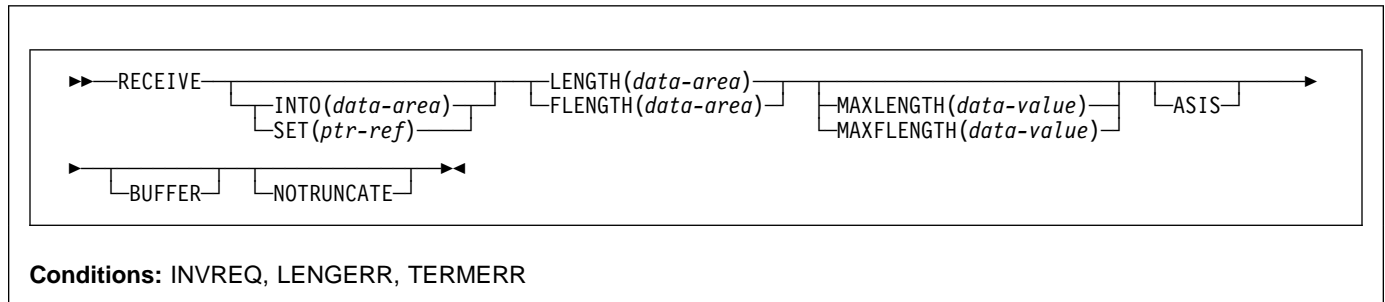 RECEIVE LENGTH(data-area)
INTO(data-area) FLENGTH(data-area) MAXLENGTH(data-value) ASIS
SET(ptr-ref) MAXFLENGTH(data-value)
BUFFER NOTRUNCATE
Conditions: INVREQ, LENGERR, TERMERR